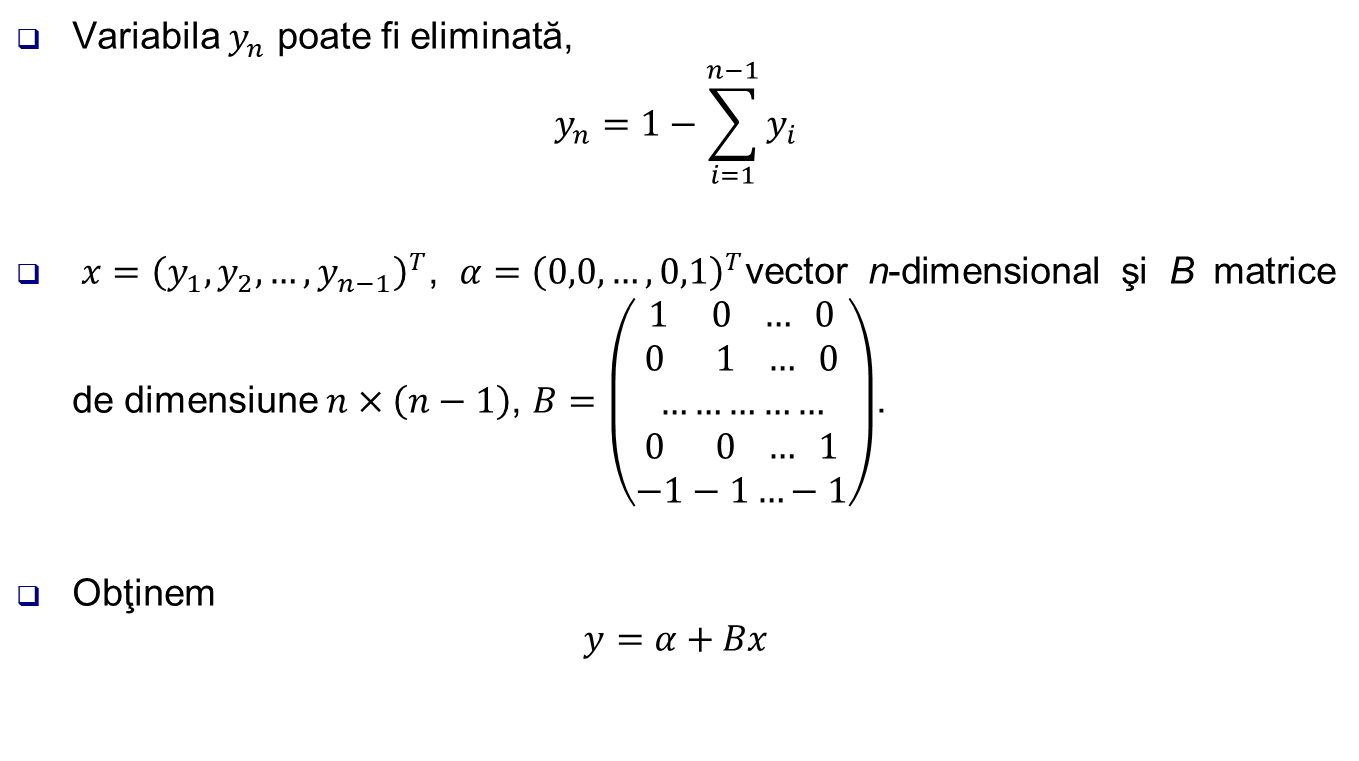 ❑ Variabila 𝑦ₙ poate fi eliminată,
𝑛−1
𝑦ₙ = 1 − ∑ 𝑦ᵢ
𝑖=1
❑ 𝑥 = (𝑦₁, 𝑦₂, … , 𝑦ₙ₋₁)ᵀ, 𝛼 = (0,0, … , 0,1)ᵀ vector n-dimensional şi B matrice
1 0 … 0
0 1 … 0
de dimensiune 𝑛 × (𝑛 − 1), 𝐵 = … … … … … .
0 0 … 1
−1 − 1 … − 1
❑ Obţinem
𝑦 = 𝛼 + 𝐵𝑥